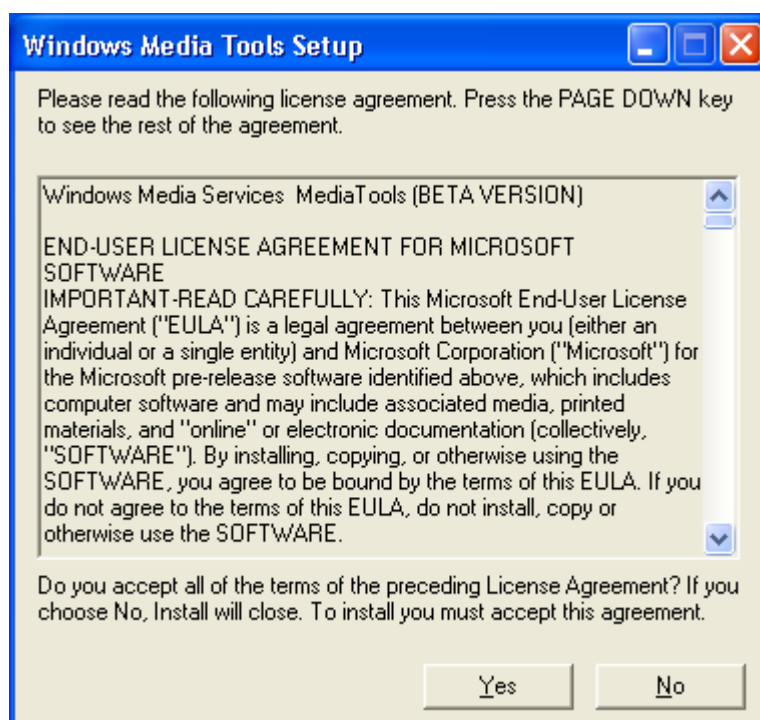 Windows Media Tools Setup
Please read the following license agreement. Press the PAGE DOWN key
to see the rest of the agreement.
Windows Media Services  MediaTools (BETA VERSION)
END-USER LICENSE AGREEMENT FOR MICROSOFT
SOFTWARE
IMPORTANT-READ CAREFULLY: This Microsoft End-User License
Agreement ("EULA") is a legal agreement between you (either an
individual or a single entity) and Microsoft Corporation ("Microsoft") for
the Microsoft pre-release software identified above, which includes
computer software and may include associated media, printed
materials, and "online" or electronic documentation (collectively,
"SOFTWARE"). By installing, copying, or otherwise using the
SOFTWARE, you agree to be bound by the terms of this EULA. If you
do not agree to the terms of this EULA, do not install, copy or
otherwise use the SOFTWARE.
Do you accept all of the terms of the preceding License Agreement? If you
choose No, Install will close. To install you must accept this agreement.
Yes
No